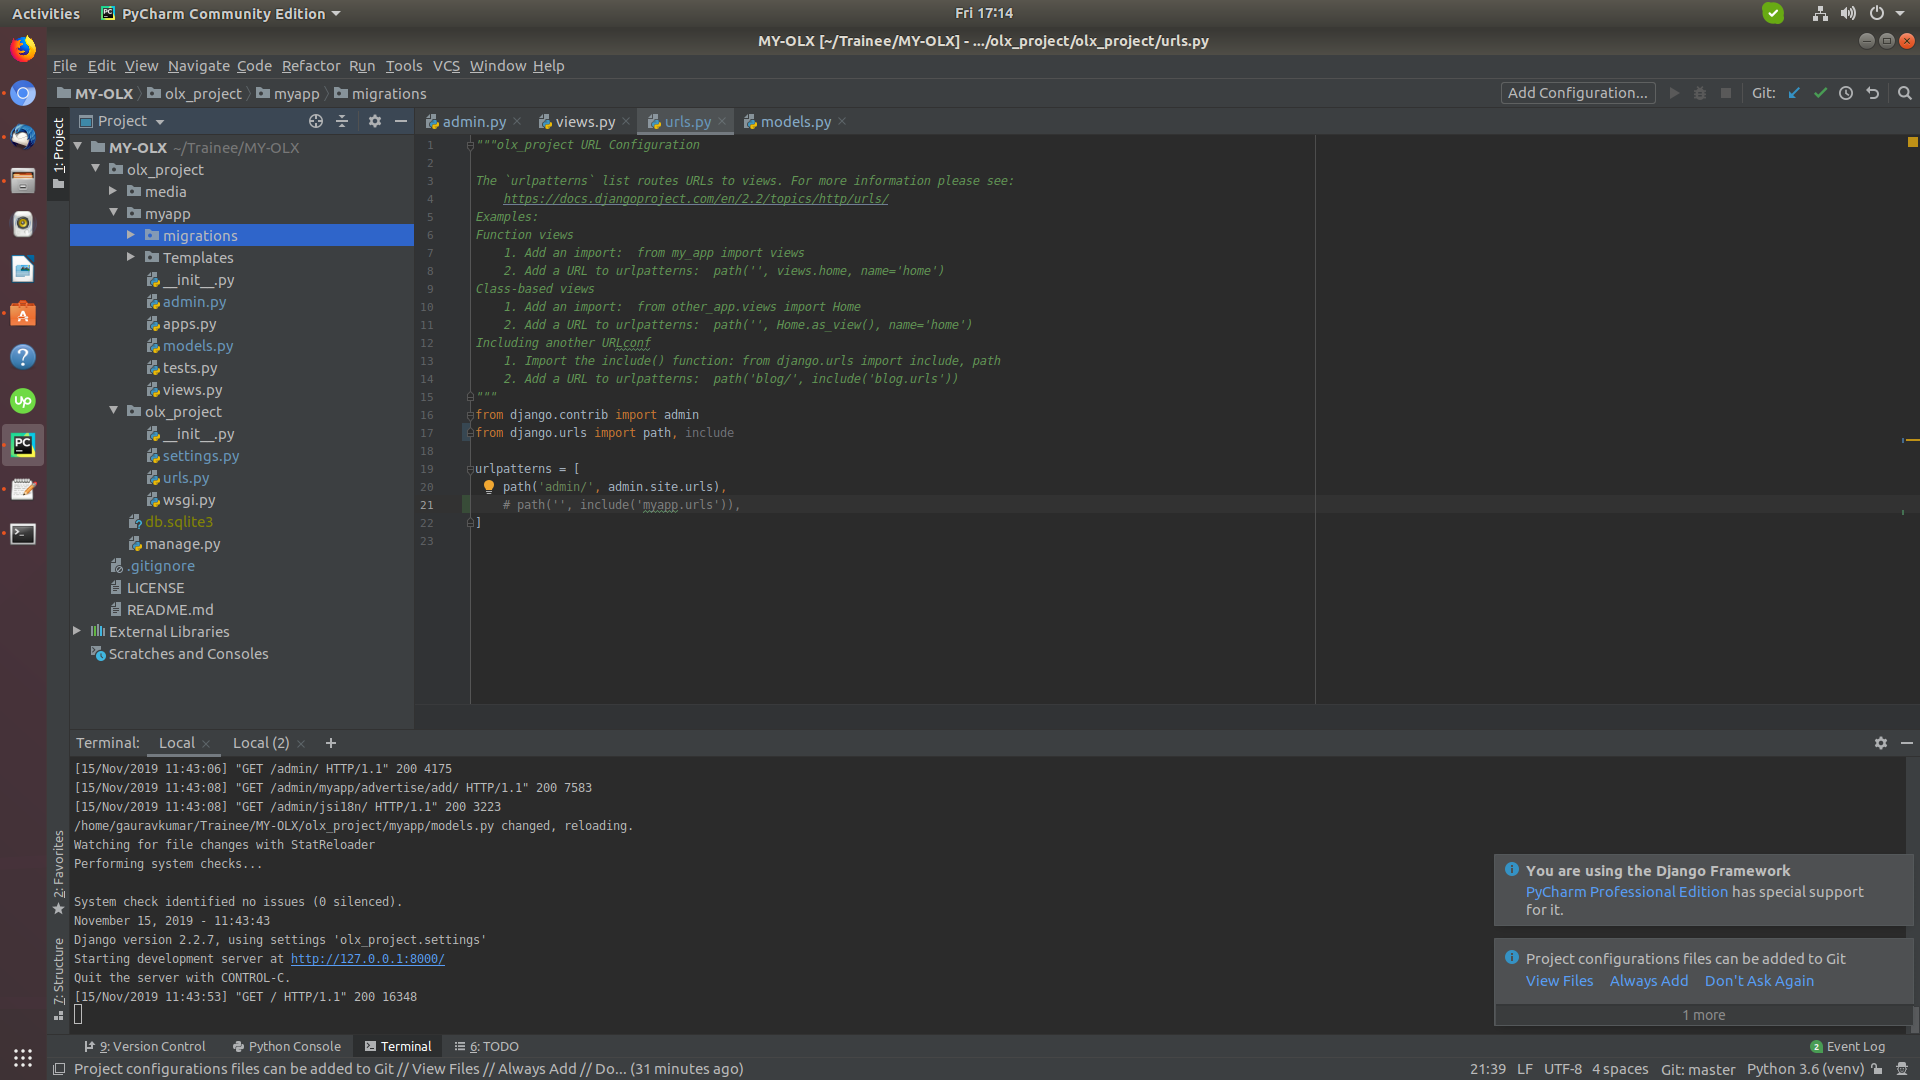 Activities
PyCharm Community Edition
Fri 17:14
MY-OLX [~/Trainee/MY-OLX] - .../olx_project/olx_project/urls.py
File Edit View Navigate Code Refactor Run Tools VCS Window Help
MY-OLX olx_project myapp migrations
Add Configuration... Git:
1: Project
Project
admin.py views.py urls.py models.py
MY-OLX ~/Trainee/MY-OLX
olx_project
media
myapp
migrations
Templates
__init__.py
admin.py
apps.py
models.py
tests.py
views.py
olx_project
__init__.py
settings.py
urls.py
wsgi.py
db.sqlite3
manage.py
.gitignore
LICENSE
README.md
External Libraries
Scratches and Consoles
1 """olx_project URL Configuration
2
3 The `urlpatterns` list routes URLs to views. For more information please see:
4 https://docs.djangoproject.com/en/2.2/topics/http/urls/
5 Examples:
6 Function views
7 1. Add an import:  from my_app import views
8 2. Add a URL to urlpatterns:  path('', views.home, name='home')
9 Class-based views
10 1. Add an import:  from other_app.views import Home
11 2. Add a URL to urlpatterns:  path('', Home.as_view(), name='home')
12 Including another URLconf
13 1. Import the include() function: from django.urls import include, path
14 2. Add a URL to urlpatterns:  path('blog/', include('blog.urls'))
15 """
16 from django.contrib import admin
17 from django.urls import path, include
18
19 urlpatterns = [
20 path('admin/', admin.site.urls),
21 # path('', include('myapp.urls')),
22 ]
23
Terminal: Local Local (2) +
[15/Nov/2019 11:43:06] "GET /admin/ HTTP/1.1" 200 4175
[15/Nov/2019 11:43:08] "GET /admin/myapp/advertise/add/ HTTP/1.1" 200 7583
[15/Nov/2019 11:43:08] "GET /admin/jsi18n/ HTTP/1.1" 200 3223
/home/gauravkumar/Trainee/MY-OLX/olx_project/myapp/models.py changed, reloading.
Watching for file changes with StatReloader
Performing system checks...
System check identified no issues (0 silenced).
November 15, 2019 - 11:43:43
Django version 2.2.7, using settings 'olx_project.settings'
Starting development server at http://127.0.0.1:8000/
Quit the server with CONTROL-C.
[15/Nov/2019 11:43:53] "GET / HTTP/1.1" 200 16348
2: Favorites
7: Structure
You are using the Django Framework
PyCharm Professional Edition has special support
for it.
Project configurations files can be added to Git
View Files Always Add Don't Ask Again
1 more
9: Version Control Python Console Terminal 6: TODO
2 Event Log
Project configurations files can be added to Git // View Files // Always Add // Do... (31 minutes ago)
21:39 LF UTF-8 4 spaces Git: master Python 3.6 (venv)